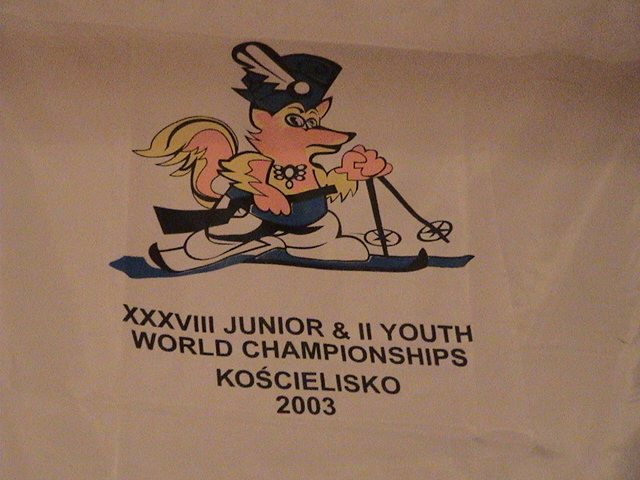 XXXVIII JUNIOR & II YOUTH
WORLD CHAMPIONSHIPS
KOŚCIELISKO
2003